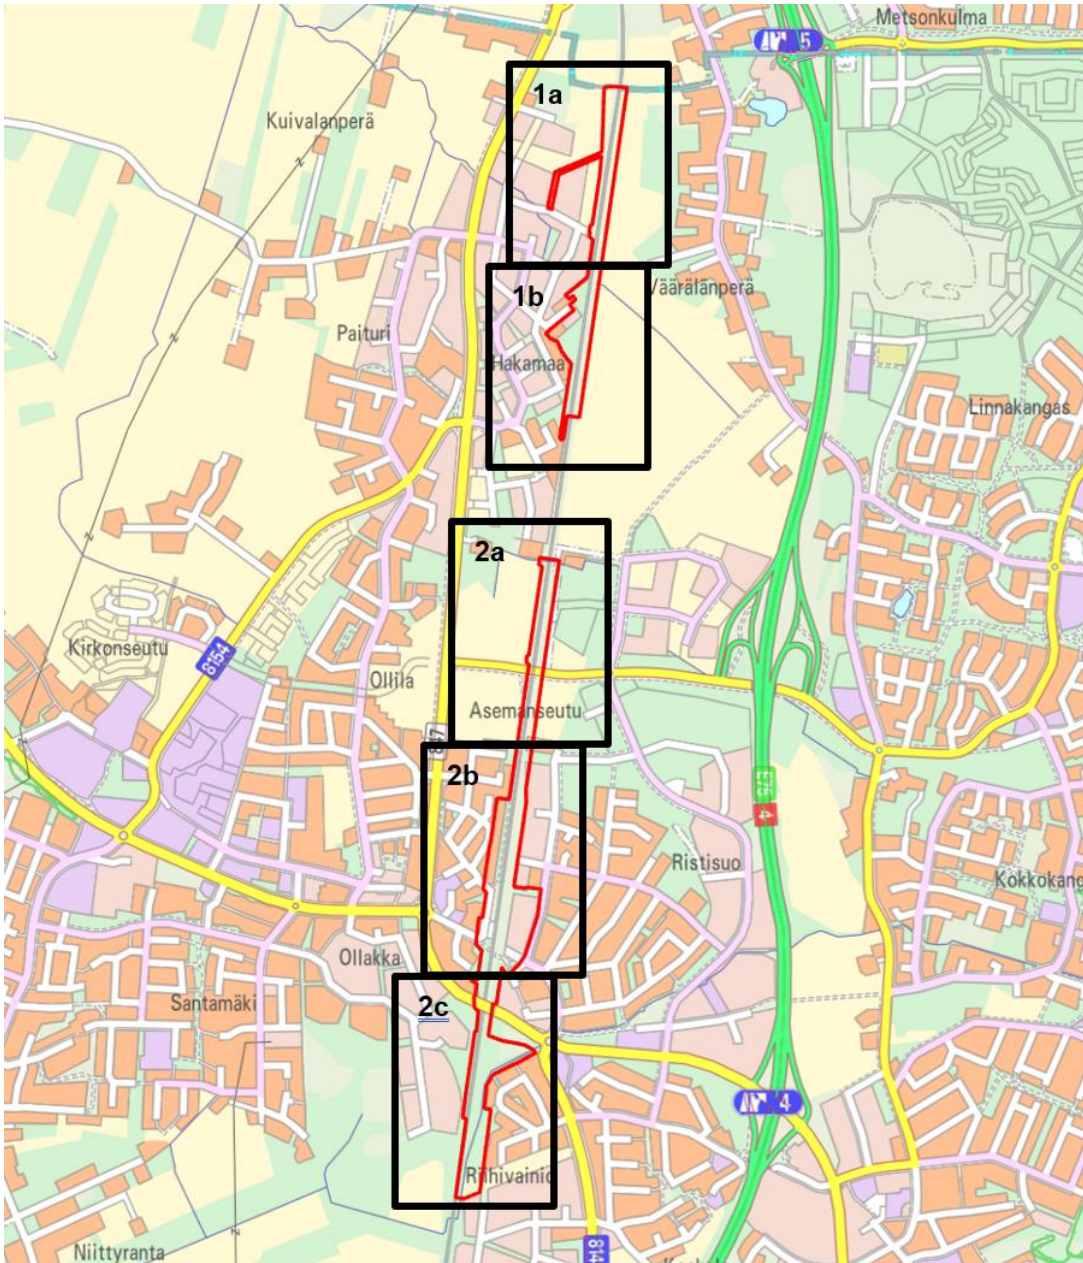 Metsonkulma
5
1a
Kuivalanperä
1b
Väärälänperä
Paituri
Hakamaa
Linnakangas
2a
Kirkonseutu
8154
Ollila
Asemanseutu
847
2b
E75
4
Ristisuo
Kokkokang
Ollakka
Santamäki
2c
4
Riihivainio
814
Niittyranta